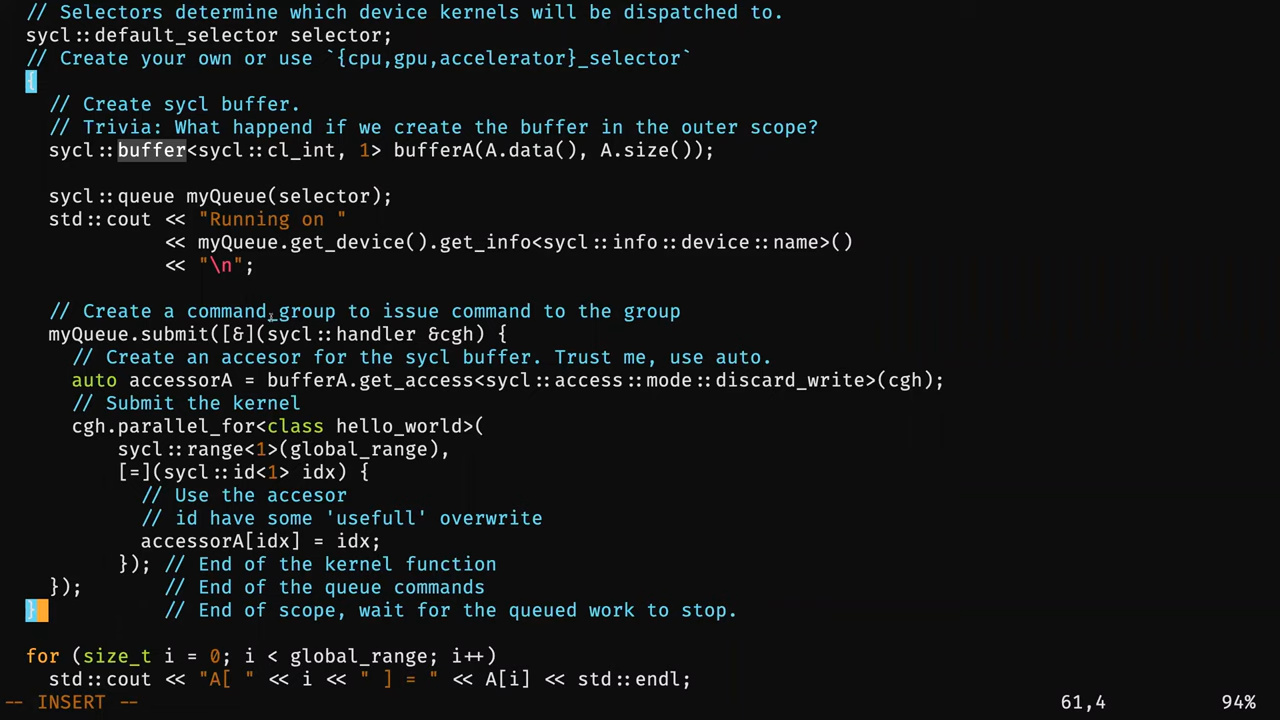 // Selectors determine which device kernels will be dispatched to.
sycl::default_selector selector;
// Create your own or use `{cpu,gpu,accelerator}_selector`
{
// Create sycl buffer.
// Trivia: What happend if we create the buffer in the outer scope?
sycl::buffer<sycl::cl_int, 1> bufferA(A.data(), A.size());
sycl::queue myQueue(selector);
std::cout << "Running on "
<< myQueue.get_device().get_info<sycl::info::device::name>()
<< "\n";
// Create a command_group to issue command to the group
myQueue.submit([&](sycl::handler &cgh) {
// Create an accesor for the sycl buffer. Trust me, use auto.
auto accessorA = bufferA.get_access<sycl::access::mode::discard_write>(cgh);
// Submit the kernel
cgh.parallel_for<class hello_world>(
sycl::range<1>(global_range),
[=](sycl::id<1> idx) {
// Use the accesor
// id have some 'usefull' overwrite
accessorA[idx] = idx;
}); // End of the kernel function
}); // End of the queue commands
} // End of scope, wait for the queued work to stop.
for (size_t i = 0; i < global_range; i++)
std::cout << "A[ " << i << " ] = " << A[i] << std::endl;
-- INSERT -- 61,4 94%